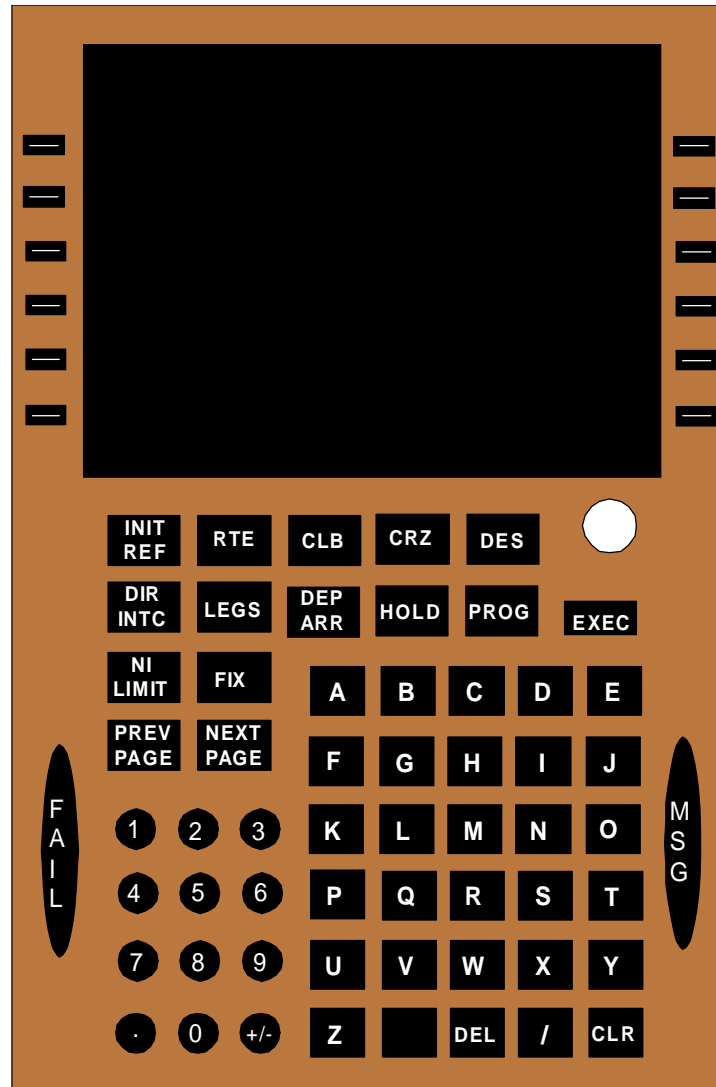 INIT REF
RTE
CLB
CRZ
DES
DIR INTC
LEGS
DEP ARR
HOLD
PROG
EXEC
NI LIMIT
FIX
PREV PAGE
NEXT PAGE
A B C D E
F G H I J
K L M N O
P Q R S T
U V W X Y
Z DEL / CLR
1 2 3
4 5 6
7 8 9
. 0 +/-
FAIL
MSG